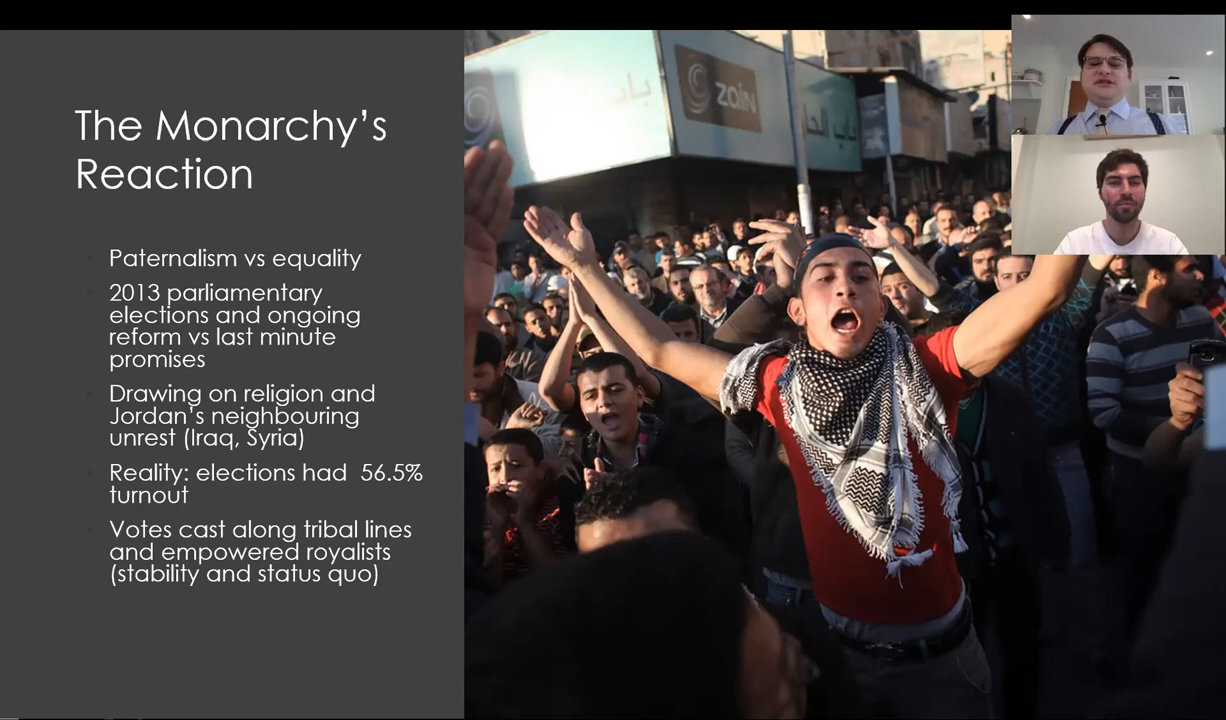 The Monarchy's
Reaction
Paternalism vs equality
2013 parliamentary
elections and ongoing
reform vs last minute
promises
Drawing on religion and
Jordan's neighbouring
unrest (Iraq, Syria)
Reality: elections had 56.5%
turnout
Votes cast along tribal lines
and empowered royalists
(stability and status quo)
zain